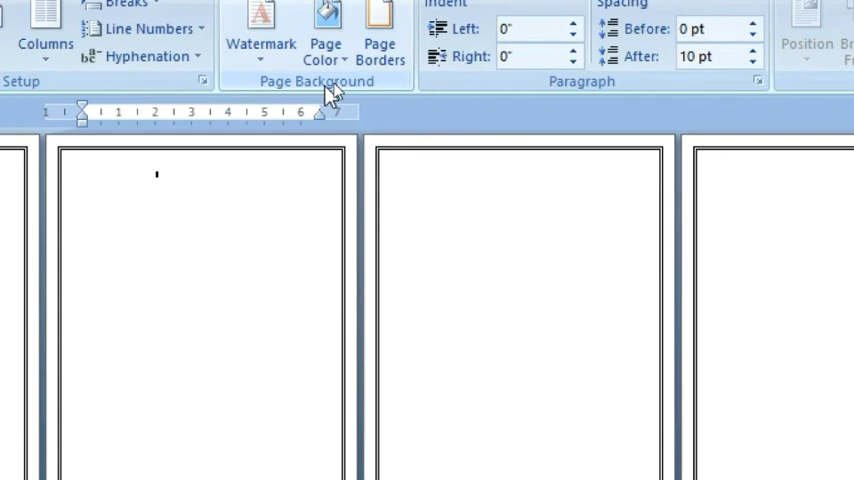 Breaks
Indent
Spacing
Columns
Line Numbers
Hyphenation
Watermark
Page
Color
Page
Borders
Left: 0"
Right: 0"
Before: 0 pt
After: 10 pt
Position
Setup
Page Background
Paragraph
1 1 2 3 4 5 6 7